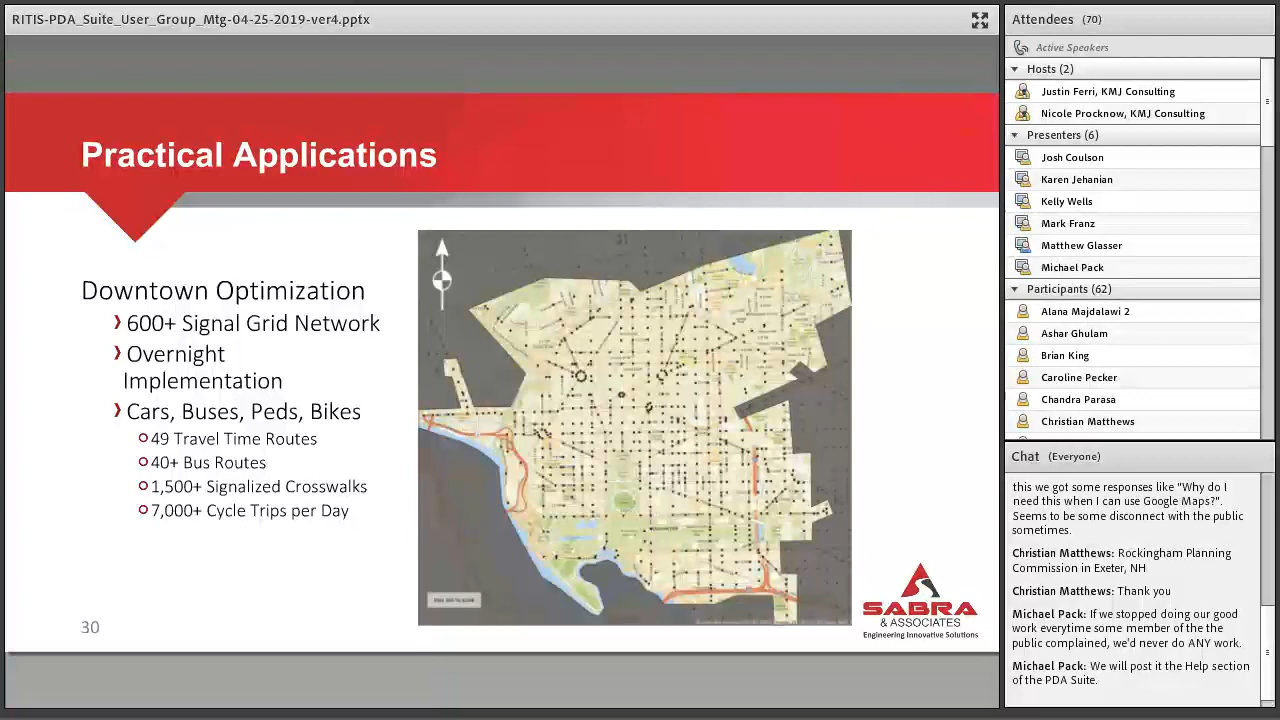 RITIS-PDA_Suite_User_Group_Mtg-04-25-2019-ver4.pptx
Practical Applications
Downtown Optimization
600+ Signal Grid Network
Overnight
Implementation
Cars, Buses, Peds, Bikes
49 Travel Time Routes
40+ Bus Routes
1,500+ Signalized Crosswalks
7,000+ Cycle Trips per Day
30
SABRA
& ASSOCIATES
Engineering Innovative Solutions
Attendees (70)
Active Speakers
Hosts (2)
Justin Ferri, KMJ Consulting
Nicole Procknow, KMJ Consulting
Presenters (6)
Josh Coulson
Karen Jehanian
Kelly Wells
Mark Franz
Matthew Glasser
Michael Pack
Participants (62)
Alana Majdalawi 2
Ashar Ghulam
Brian King
Caroline Pecker
Chandra Parasa
Christian Matthews
Chat (Everyone)
this we got some responses like "Why do I
need this when I can use Google Maps?".
Seems to be some disconnect with the public
sometimes.
Christian Matthews: Rockingham Planning
Commission in Exeter, NH
Christian Matthews: Thank you
Michael Pack: If we stopped doing our good
work everytime some member of the the
public complained, we'd never do ANY work.
Michael Pack: We will post it the Help section
of the PDA Suite.